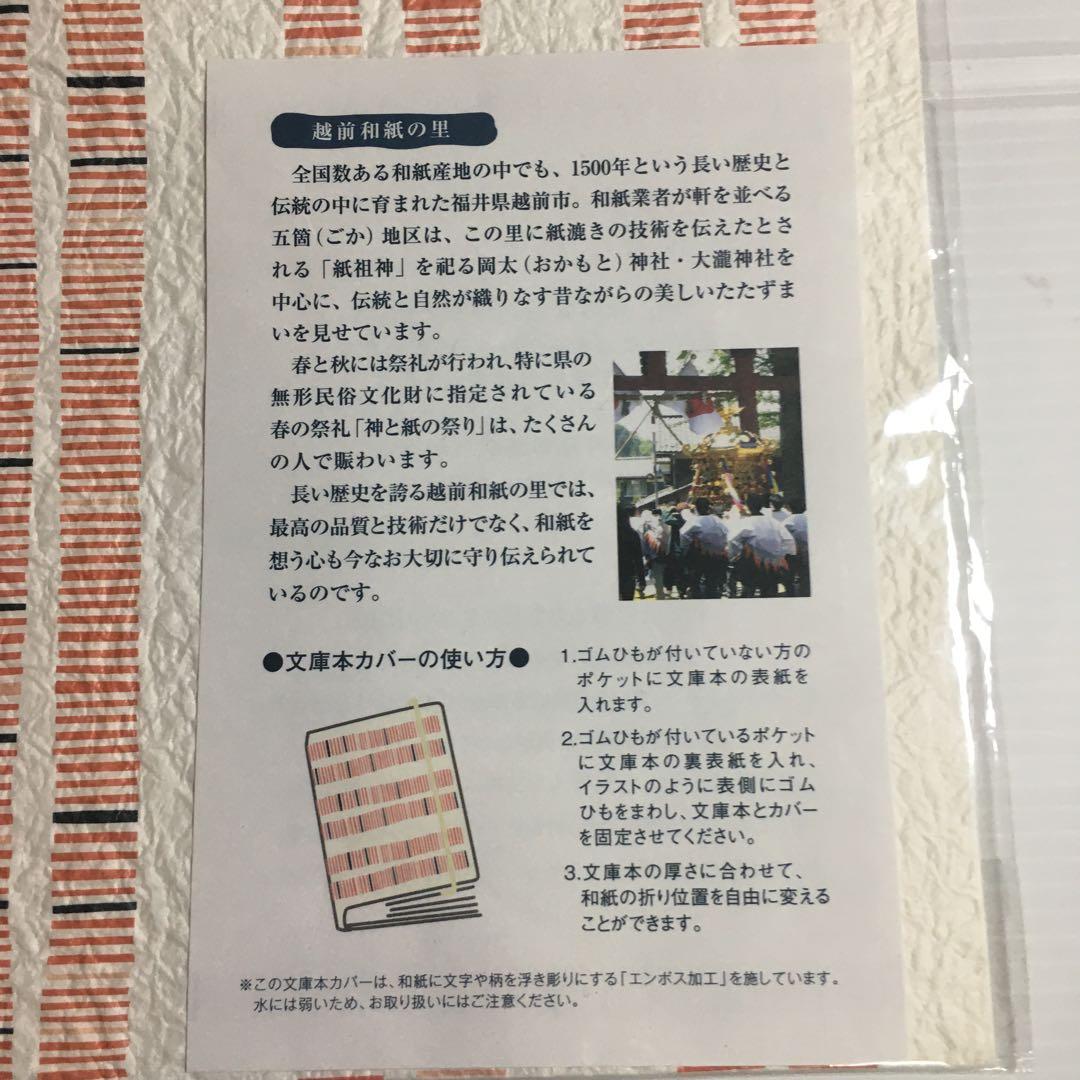 越前和紙の里
全国数ある和紙産地の中でも、1500年という長い歴史と
伝統の中に育まれた福井県越前市。和紙業者が軒を並べる
五箇(ごか)地区は、この里に紙漉きの技術を伝えたとさ
れる「紙祖神」を祀る岡太(おかもと)神社・大瀧神社を
中心に、伝統と自然が織りなす昔ながらの美しいたたずま
いを見せています。
春と秋には祭礼が行われ、特に県の
無形民俗文化財に指定されている
春の祭礼「神と紙の祭り」は、たくさん
の人で賑わいます。
長い歴史を誇る越前和紙の里では、
最高の品質と技術だけでなく、和紙を
想う心も今なお大切に守り伝えられて
いるのです。
●文庫本カバーの使い方●
1.ゴムひもが付いていない方の
ポケットに文庫本の表紙を
入れます。
2.ゴムひもが付いているポケット
に文庫本の裏表紙を入れ、
イラストのように表側にゴム
ひもをまわし、文庫本とカバー
を固定させてください。
3.文庫本の厚さに合わせて、
和紙の折り位置を自由に変える
ことができます。
※この文庫本カバーは、和紙に文字や柄を浮き彫りにする「エンボス加工」を施しています。
水には弱いため、お取り扱いにはご注意ください。